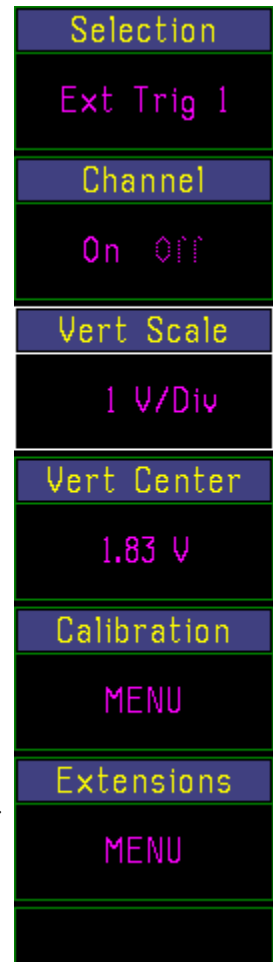 Selection
Ext Trig 1
Channel
On Off
Vert Scale
1 V/Div
Vert Center
1.83 V
Calibration
MENU
Extensions
MENU